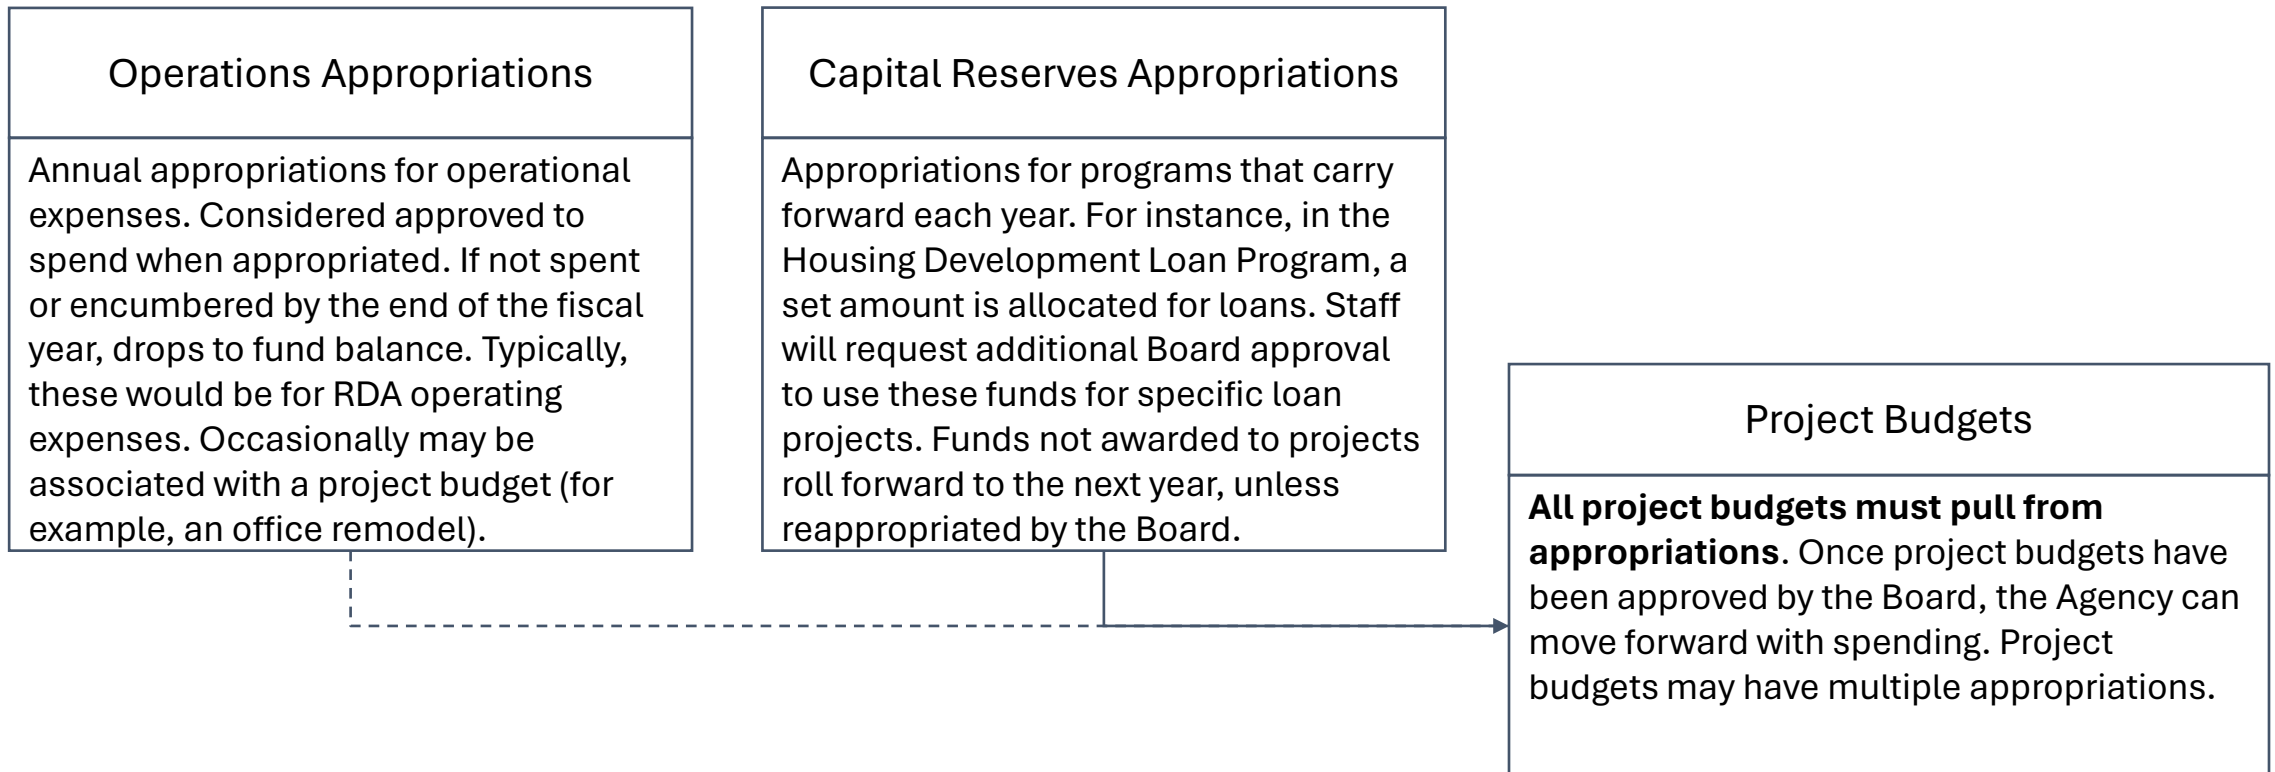 Operations Appropriations
Annual appropriations for operational
expenses. Considered approved to
spend when appropriated. If not spent
or encumbered by the end of the fiscal
year, drops to fund balance. Typically,
these would be for RDA operating
expenses. Occasionally may be
associated with a project budget (for
example, an office remodel).
Capital Reserves Appropriations
Appropriations for programs that carry
forward each year. For instance, in the
Housing Development Loan Program, a
set amount is allocated for loans. Staff
will request additional Board approval
to use these funds for specific loan
projects. Funds not awarded to projects
roll forward to the next year, unless
reappropriated by the Board.
Project Budgets
All project budgets must pull from
appropriations. Once project budgets have
been approved by the Board, the Agency can
move forward with spending. Project
budgets may have multiple appropriations.